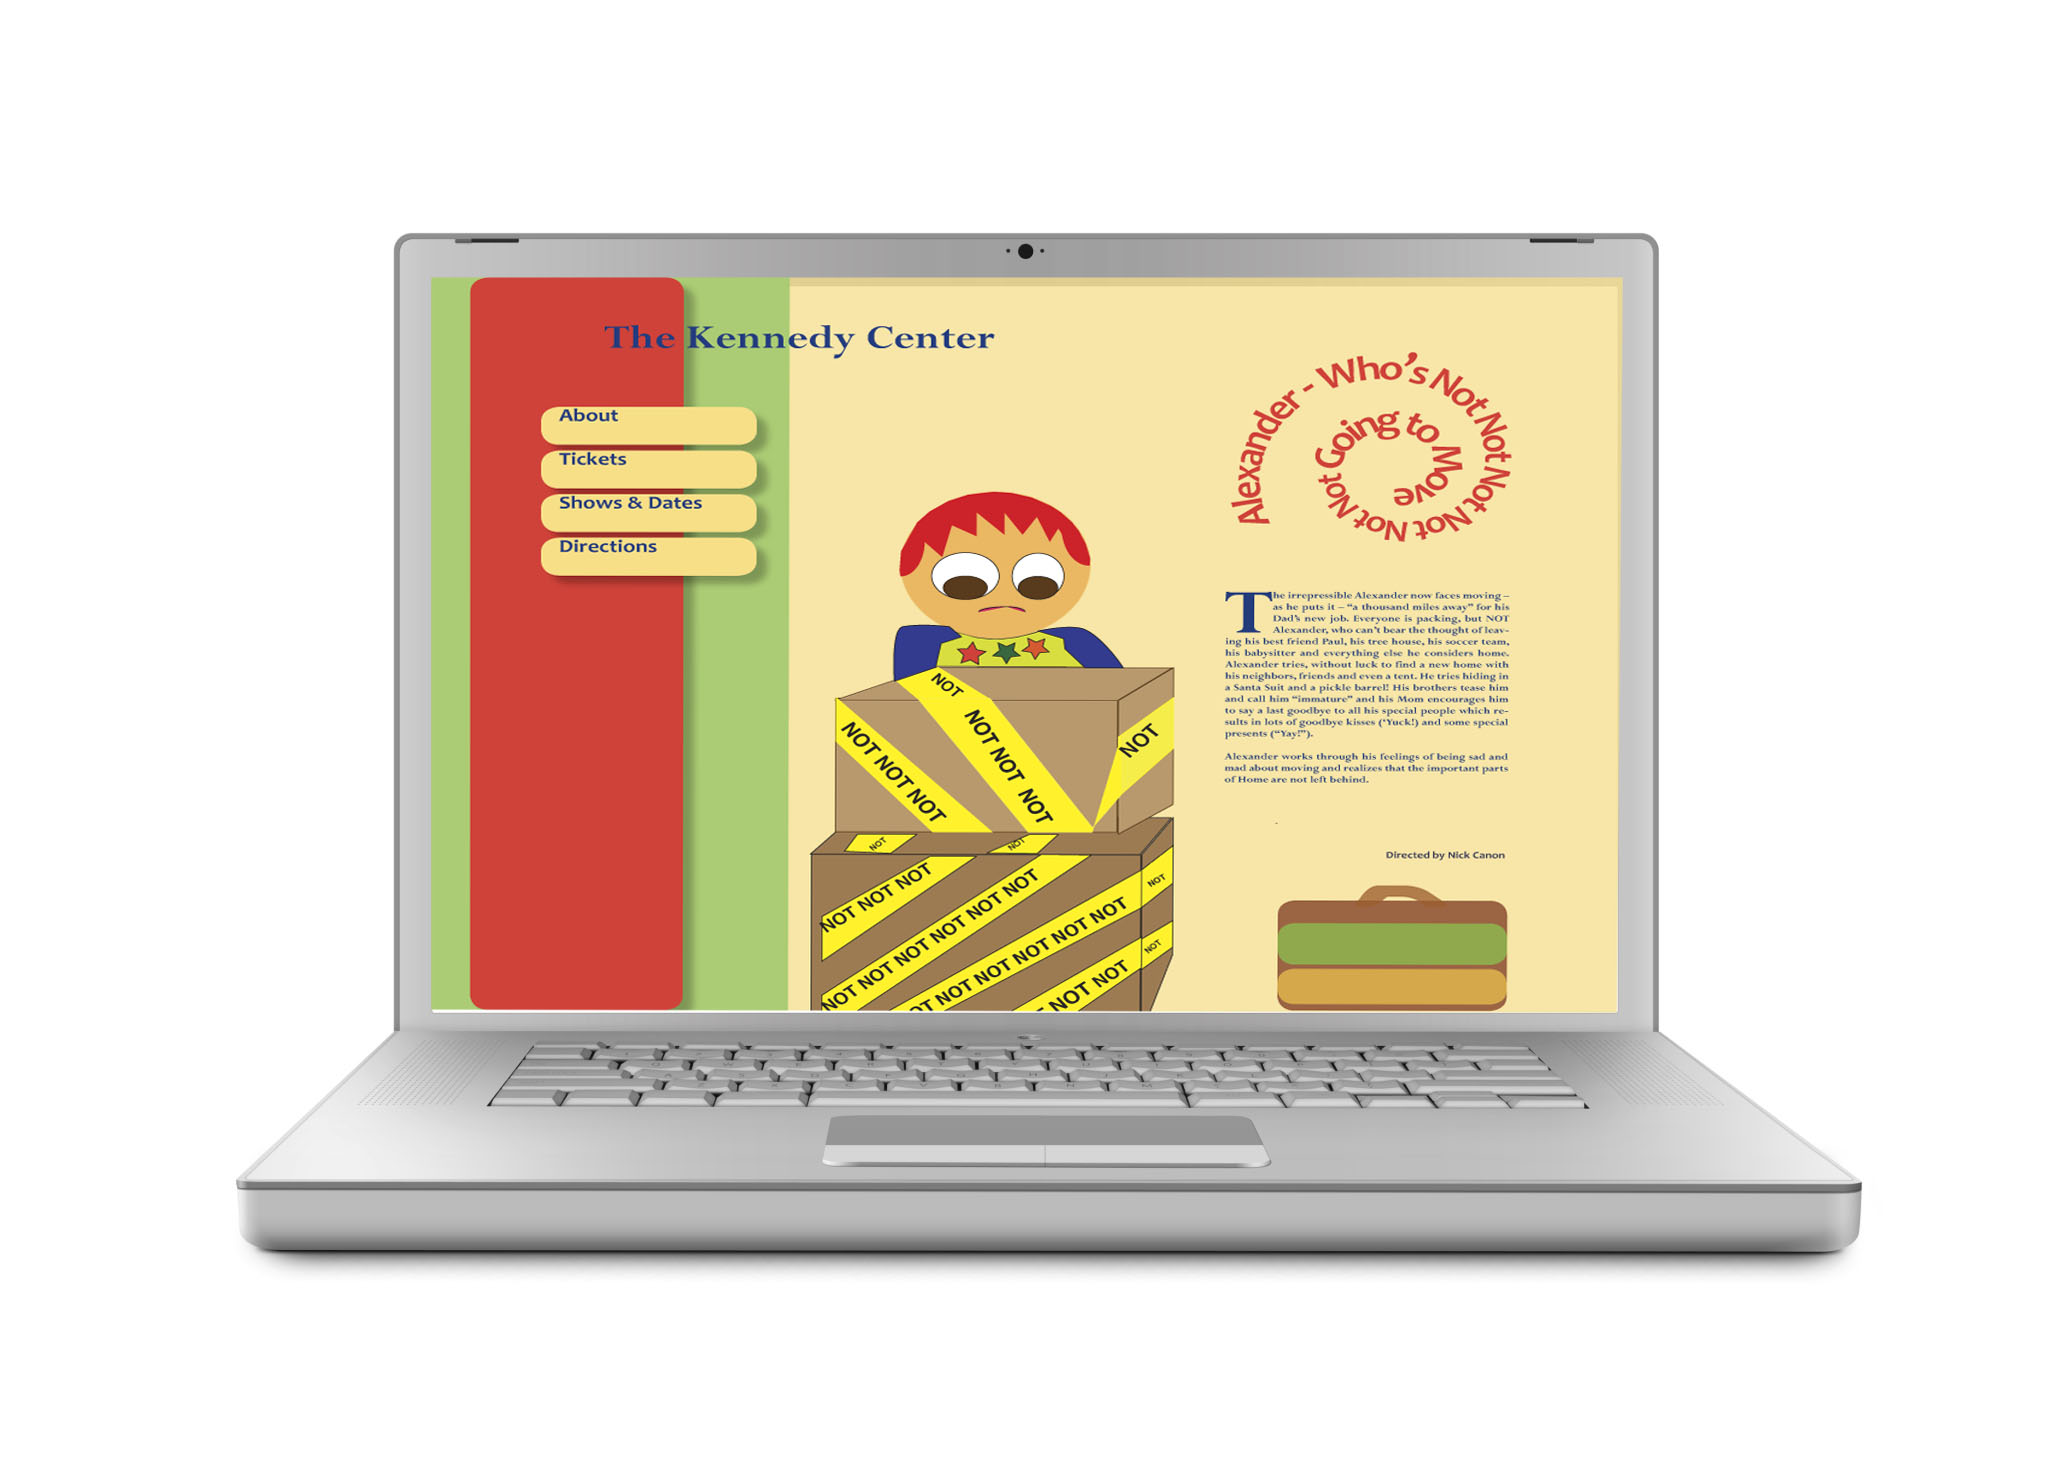 The Kennedy Center
About
Tickets
Shows & Dates
Directions
Alexander - Who's Not Not Not Not Not Not Not Not Going to Move
The irrepressible Alexander now faces moving –
as he puts it – “a thousand miles away” for his
Dad's new job. Everyone is packing, but NOT
Alexander, who can't bear the thought of leav-
ing his best friend Paul, his tree house, his soccer team,
his babysitter and everything else he considers home.
Alexander tries, without luck to find a new home with
his neighbors, friends and even a tent. He tries hiding in
a Santa Suit and a pickle barrel! His brothers tease him
and call him “immature” and his Mom encourages him
to say a last goodbye to all his special people which re-
sults in lots of goodbye kisses (‘Yuck!) and some special
presents (“Yay!”).
Alexander works through his feelings of being sad and
mad about moving and realizes that the important parts
of Home are not left behind.
Directed by Nick Canon
NOT
NOT NOT NOT
NOT NOT NOT
NOT
NOT
NOT
NOT NOT NOT
NOT NOT NOT NOT NOT NOT
OT NOT NOT NOT NOT
NOT NOT
NOT
NOT